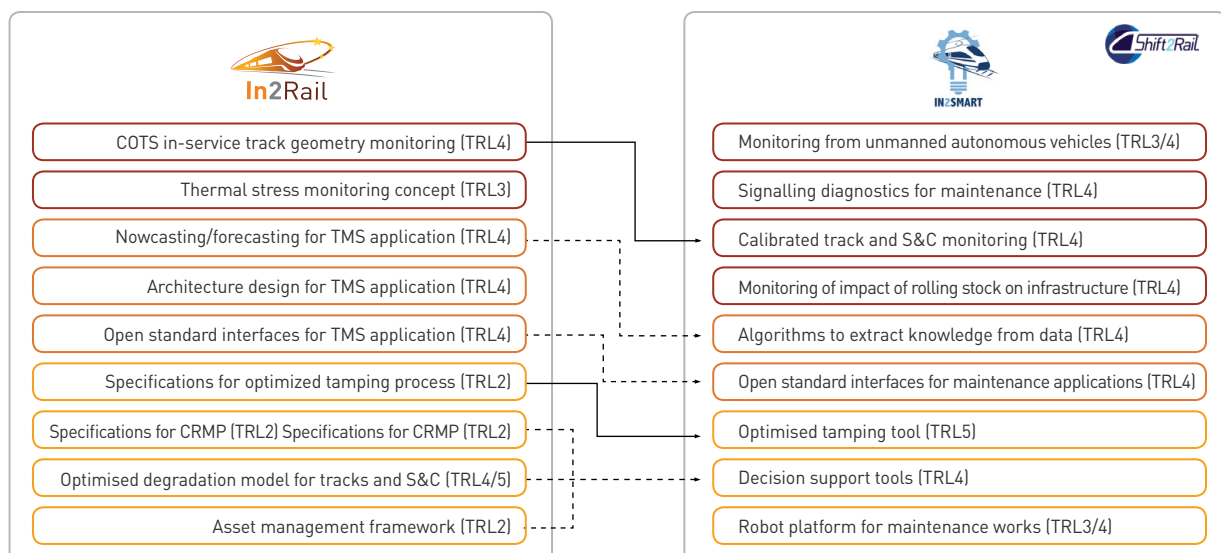 In2Rail
COTS in-service track geometry monitoring (TRL4)
Thermal stress monitoring concept (TRL3)
Nowcasting/forecasting for TMS application (TRL4)
Architecture design for TMS application (TRL4)
Open standard interfaces for TMS application (TRL4)
Specifications for optimized tamping process (TRL2)
Specifications for CRMP (TRL2) Specifications for CRMP (TRL2)
Optimised degradation model for tracks and S&C (TRL4/5)
Asset management framework (TRL2)
IN2SMART
Shift2Rail
Monitoring from unmanned autonomous vehicles (TRL3/4)
Signalling diagnostics for maintenance (TRL4)
Calibrated track and S&C monitoring (TRL4)
Monitoring of impact of rolling stock on infrastructure (TRL4)
Algorithms to extract knowledge from data (TRL4)
Open standard interfaces for maintenance applications (TRL4)
Optimised tamping tool (TRL5)
Decision support tools (TRL4)
Robot platform for maintenance works (TRL3/4)